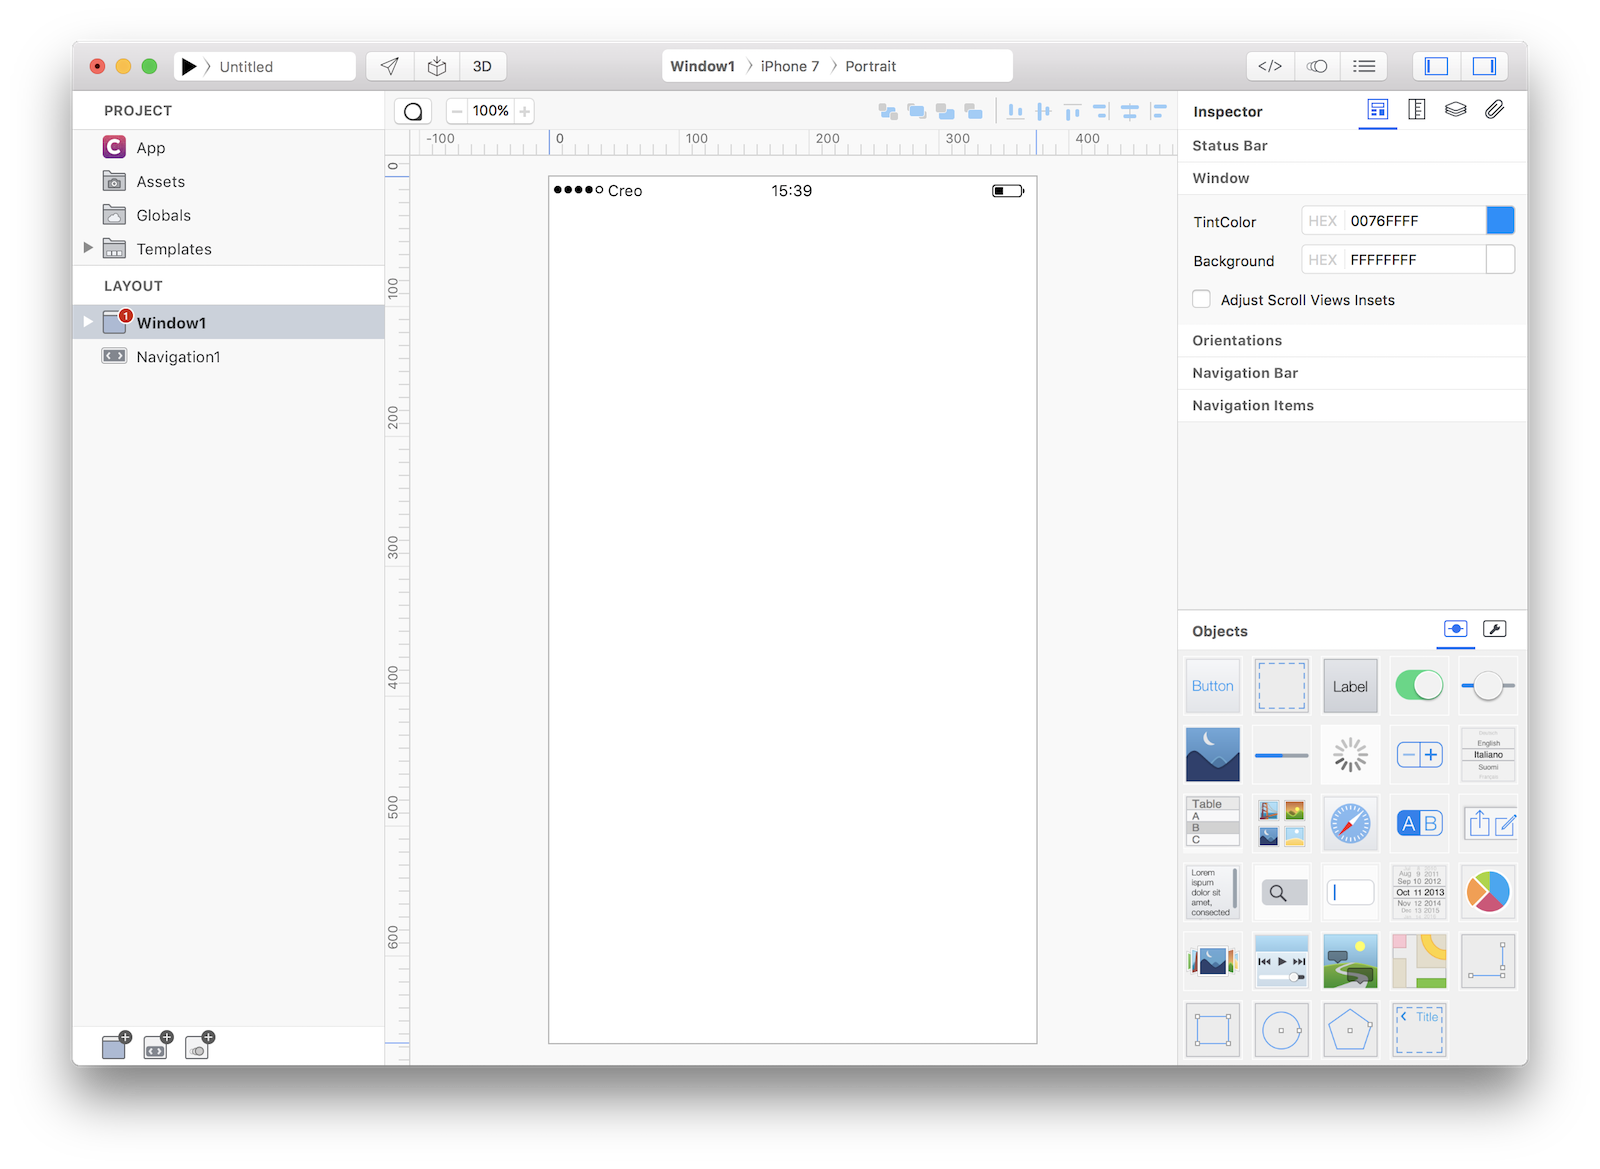 Untitled
3D
Window1 > iPhone 7 > Portrait
</>
PROJECT
App
Assets
Globals
Templates
LAYOUT
1
Window1
Navigation1
100%
-100 0 100 200 300 400
0
100
200
300
400
500
600
Creo 15:39
Inspector
Status Bar
Window
TintColor HEX 0076FFFF
Background HEX FFFFFFFF
Adjust Scroll Views Insets
Orientations
Navigation Bar
Navigation Items
Objects
Button
Label
English
Italiano
Suomi
Table
A
B
C
A B
Lorem
ispum
dolor sit
amet,
consected
Aug 9 2011
Sep 10 2012
Oct 11 2013
Nov 12 2014
Dec 13 2015
Title